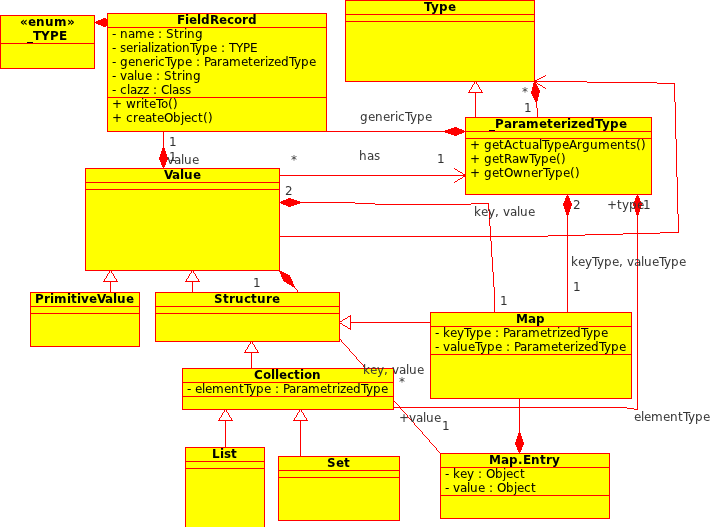 «enum»
_TYPE
FieldRecord
- name : String
- serializationType : TYPE
- genericType : ParameterizedType
- value : String
- clazz : Class
+ writeTo()
+ createObject()
Type
*
1
genericType
_ParameterizedType
+ getActualTypeArguments()
+ getRawType()
+ getOwnerType()
1
1
value
*
has
1
Value
2
key, value
2
+type
1
keyType, valueType
1
1
1
PrimitiveValue
Structure
Map
- keyType : ParametrizedType
- valueType : ParameterizedType
key, value
*
Collection
- elementType : ParametrizedType
+value
1
elementType
List
Set
Map.Entry
- key : Object
- value : Object